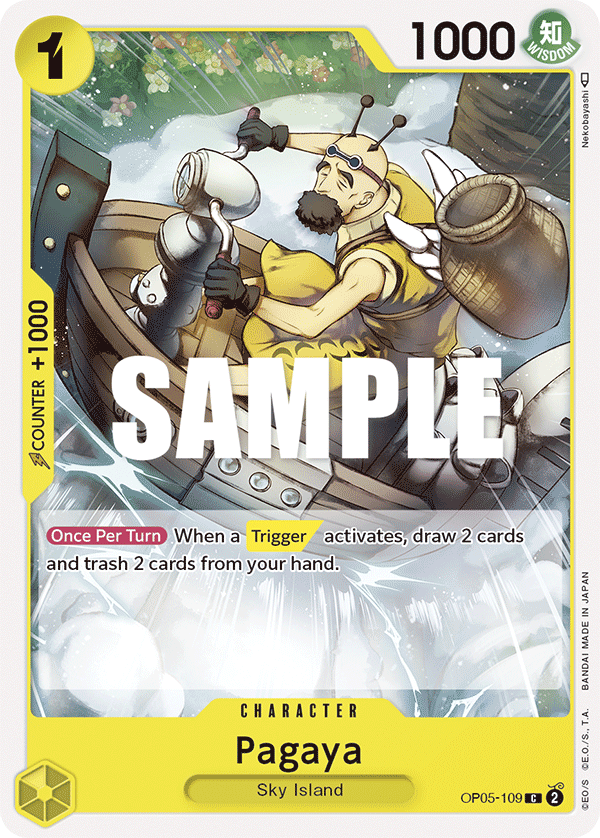 1
1000
知
WISDOM
Nekobayashi
COUNTER +1000
SAMPLE
Once Per Turn When a Trigger activates, draw 2 cards
and trash 2 cards from your hand.
CHARACTER
Pagaya
Sky Island
OP05-109 C 2
©EO/S ©E.O./S., T.A. BANDAI MADE IN JAPAN